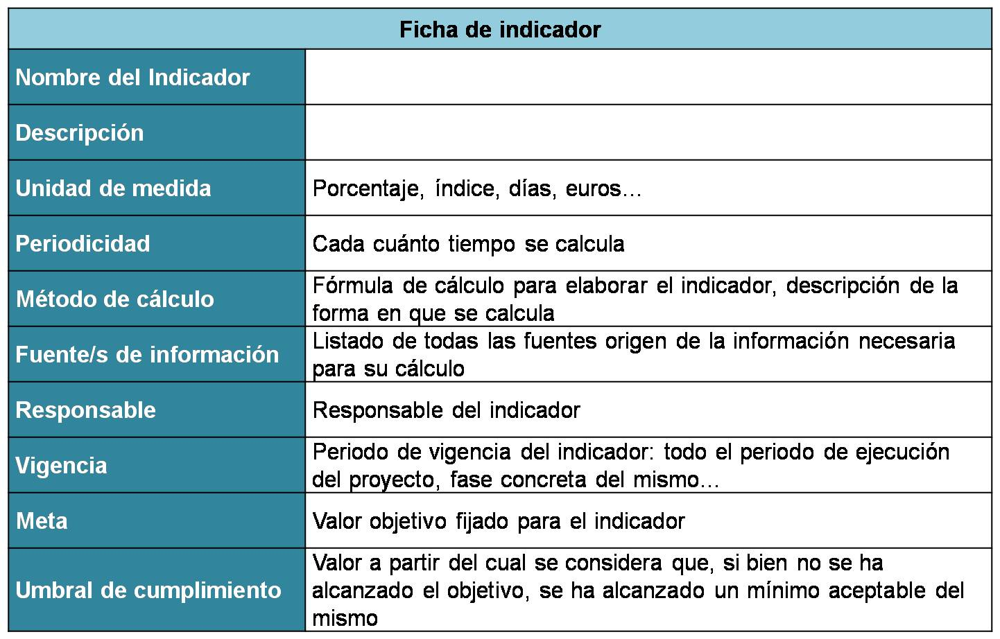 Ficha de indicador
Nombre del Indicador
Descripción
Unidad de medida
Porcentaje, índice, días, euros...
Periodicidad
Cada cuánto tiempo se calcula
Método de cálculo
Fórmula de cálculo para elaborar el indicador, descripción de la
forma en que se calcula
Fuente/s de información
Listado de todas las fuentes origen de la información necesaria
para su cálculo
Responsable
Responsable del indicador
Vigencia
Periodo de vigencia del indicador: todo el periodo de ejecución
del proyecto, fase concreta del mismo...
Meta
Valor objetivo fijado para el indicador
Umbral de cumplimiento
Valor a partir del cual se considera que, si bien no se ha
alcanzado el objetivo, se ha alcanzado un mínimo aceptable del
mismo